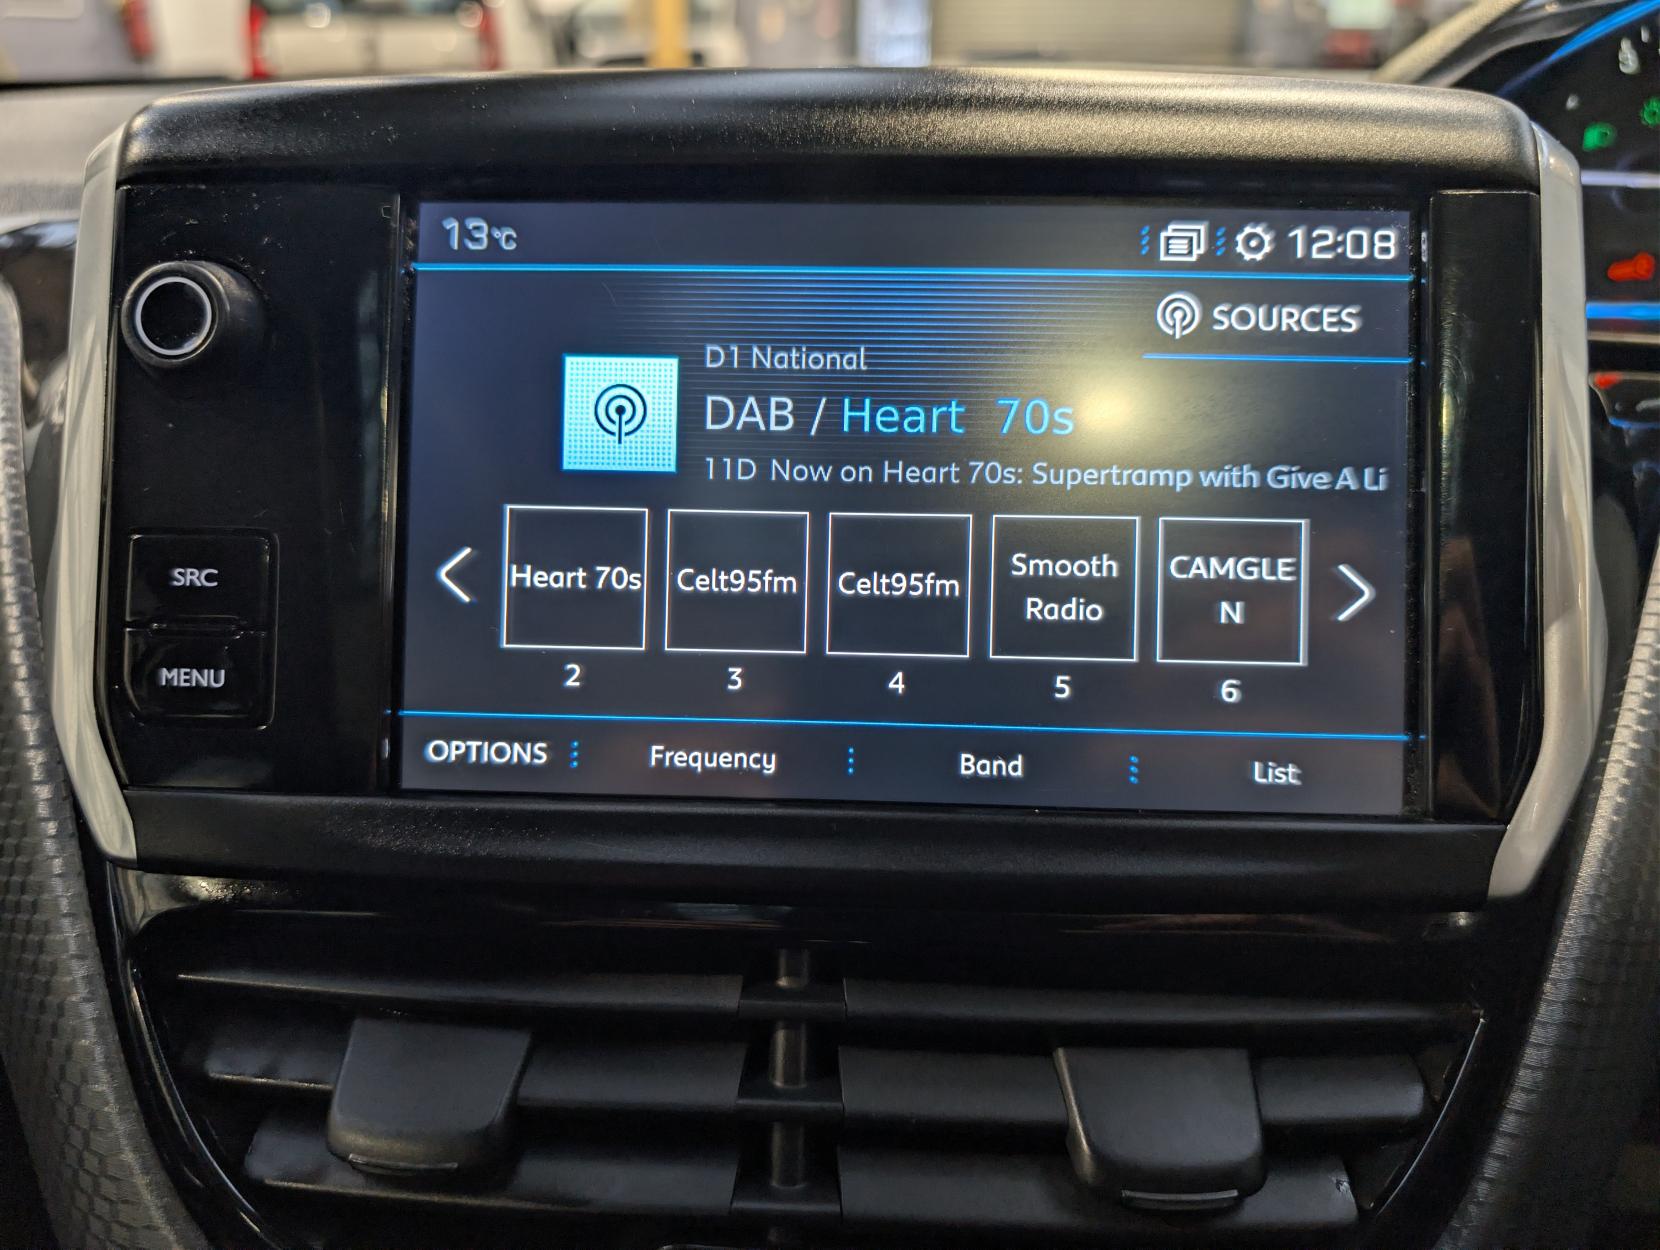 13°C
12:08
SOURCES
D1 National
DAB / Heart 70s
11D Now on Heart 70s: Supertramp with Give A Li
Heart 70s
Celt95fm
Celt95fm
Smooth
Radio
CAMGLE
N
2
3
4
5
6
SRC
MENU
OPTIONS
Frequency
Band
List